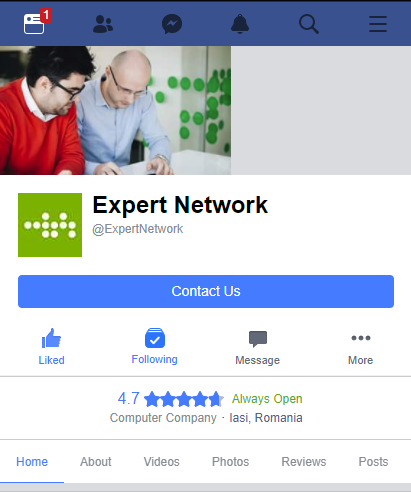 1
Expert Network
@ExpertNetwork
Contact Us
Liked Following Message More
4.7 Always Open
Computer Company · Iasi, Romania
Home About Videos Photos Reviews Posts